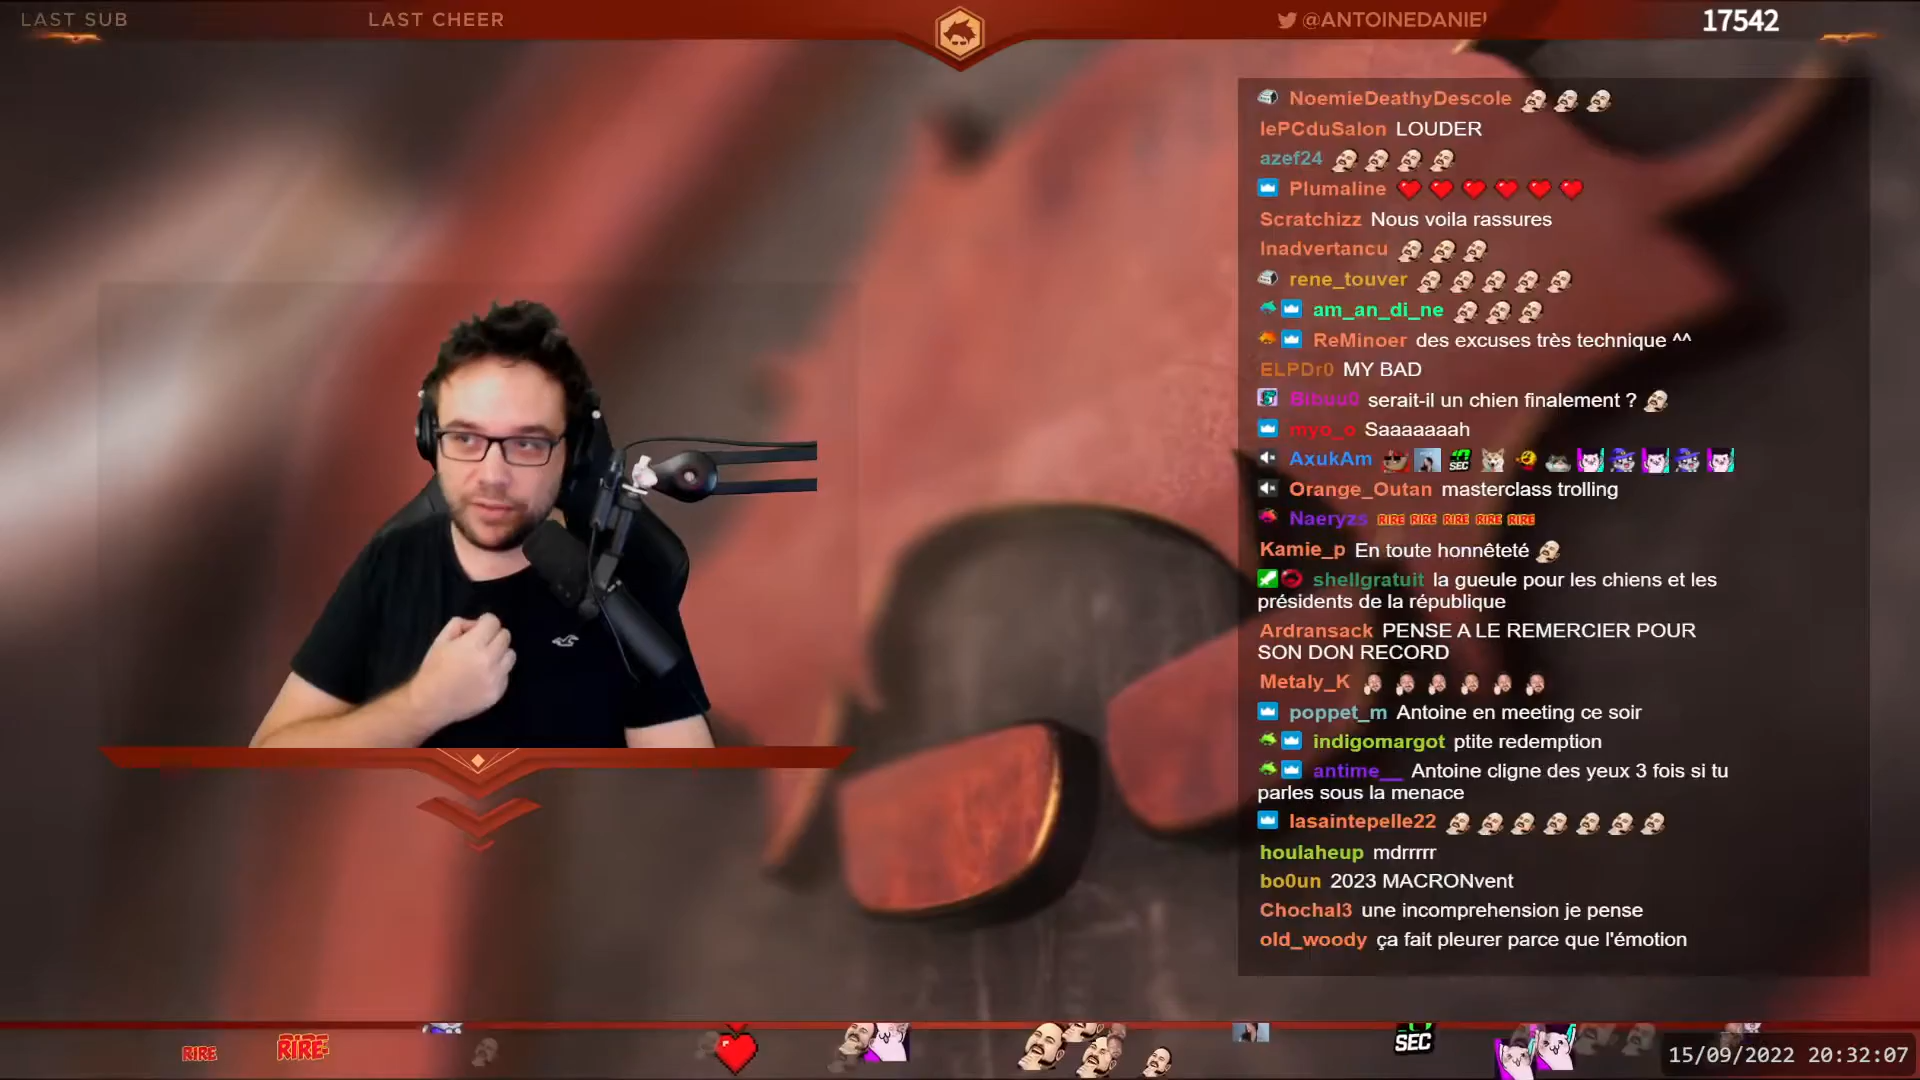 LAST SUB
LAST CHEER
@ANTOINEDANIEL
17542
NoemieDeathyDescole
lePCduSalon LOUDER
azef24
Plumaline
Scratchizz Nous voila rassures
Inadvertancu
rene_touver
am_an_di_ne
ReMinoer des excuses très technique ^^
ELPDr0 MY BAD
Bibuu0 serait-il un chien finalement ?
myo_o Saaaaaaah
AxukAm SEC
Orange_Outan masterclass trolling
Naeryzs RIRE RIRE RIRE RIRE RIRE
Kamie_p En toute honnêteté
shellgratuit la gueule pour les chiens et les
présidents de la république
Ardransack PENSE A LE REMERCIER POUR
SON DON RECORD
Metaly_K
poppet_m Antoine en meeting ce soir
indigomargot ptite redemption
antime__ Antoine cligne des yeux 3 fois si tu
parles sous la menace
lasaintepelle22
houlaheup mdrrrrr
bo0un 2023 MACRONvent
Chochal3 une incomprehension je pense
old_woody ça fait pleurer parce que l'émotion
RIRE
RIRE
SEC
15/09/2022 20:32:07